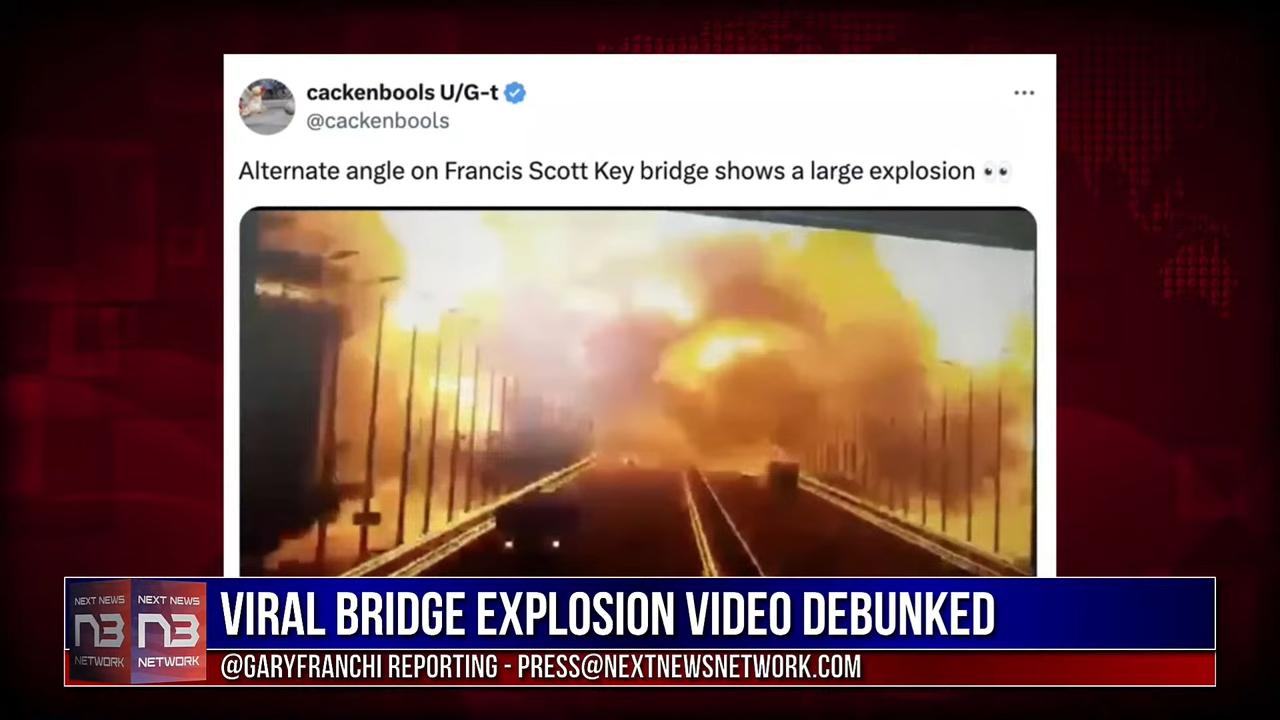 cackenbools U/G-t
@cackenbools
Alternate angle on Francis Scott Key bridge shows a large explosion 👀
VIRAL BRIDGE EXPLOSION VIDEO DEBUNKED
@GARYFRANCHI REPORTING - PRESS@NEXTNEWSNETWORK.COM
NEXT NEWS
n3
NETWORK
NEXT NEWS
n3
NETWORK